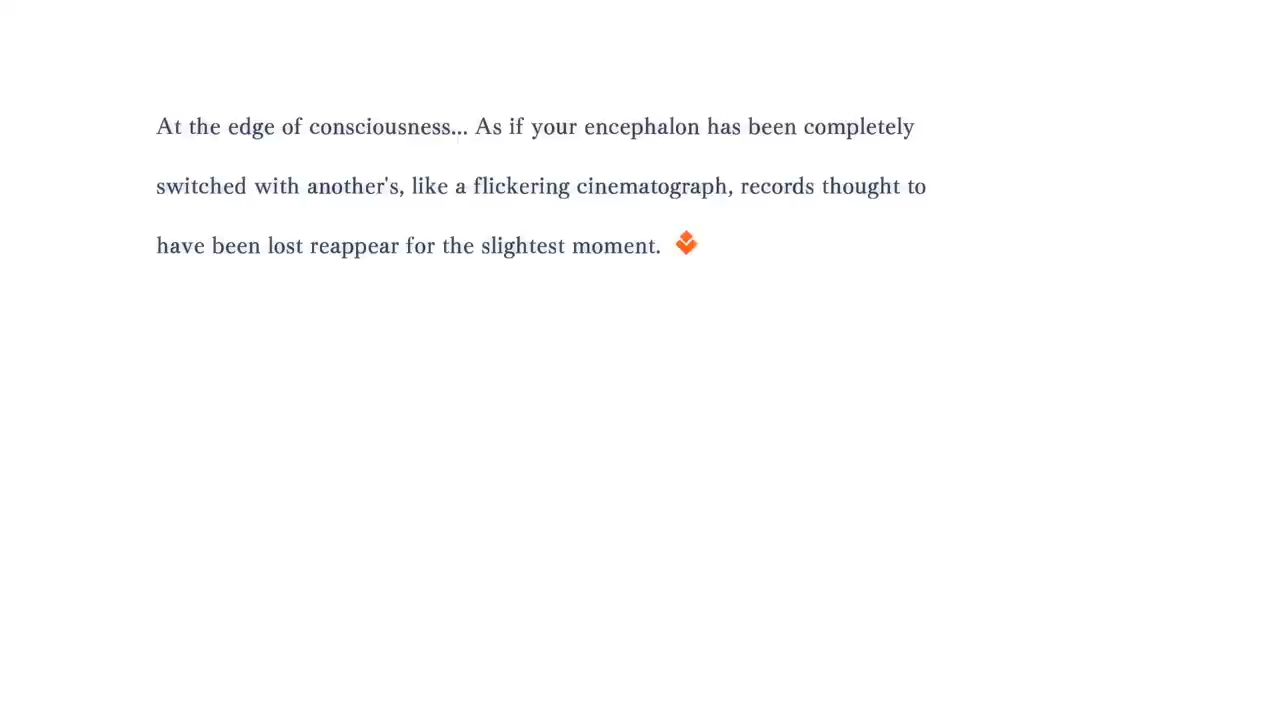 At the edge of consciousness... As if your encephalon has been completely
switched with another's, like a flickering cinematograph, records thought to
have been lost reappear for the slightest moment.